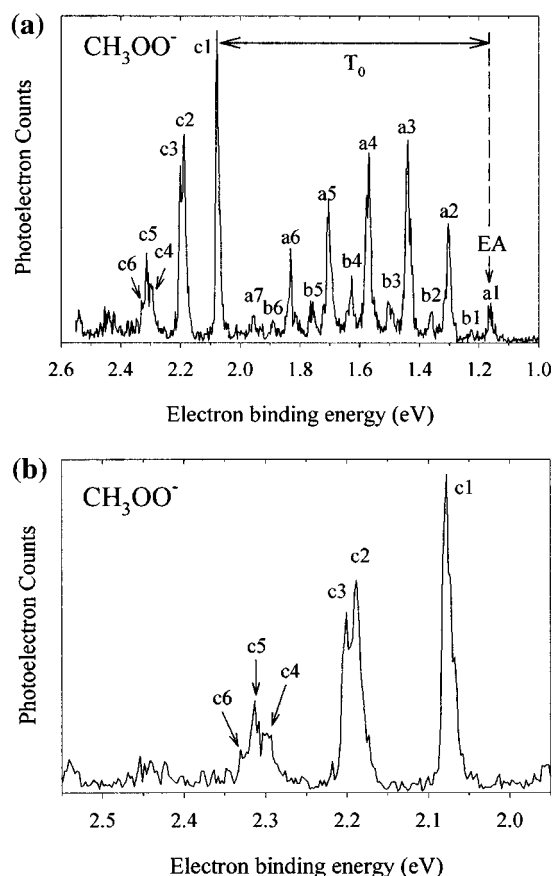 (a)
CH₃OO⁻
c1
T₀
c2
c3
a3
a4
a5
a2
c5
c6
c4
a6
b4
EA
a7
b6
b5
b3
b2
b1
a1
Photoelectron Counts
2.6 2.4 2.2 2.0 1.8 1.6 1.4 1.2 1.0
Electron binding energy (eV)
(b)
CH₃OO⁻
c1
c2
c3
c5
c6
c4
Photoelectron Counts
2.5 2.4 2.3 2.2 2.1 2.0
Electron binding energy (eV)